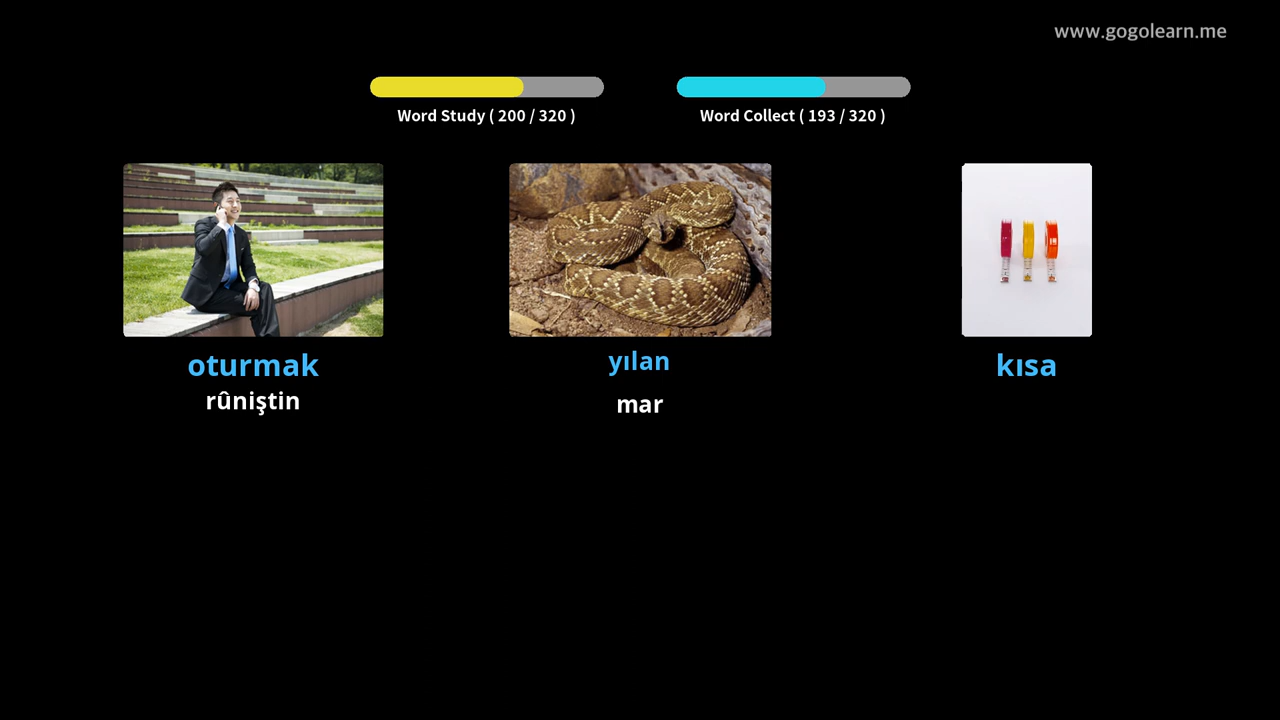 www.gogolearn.me
Word Study ( 200 / 320 )
Word Collect ( 193 / 320 )
oturmak
rûniştin
yılan
mar
kısa